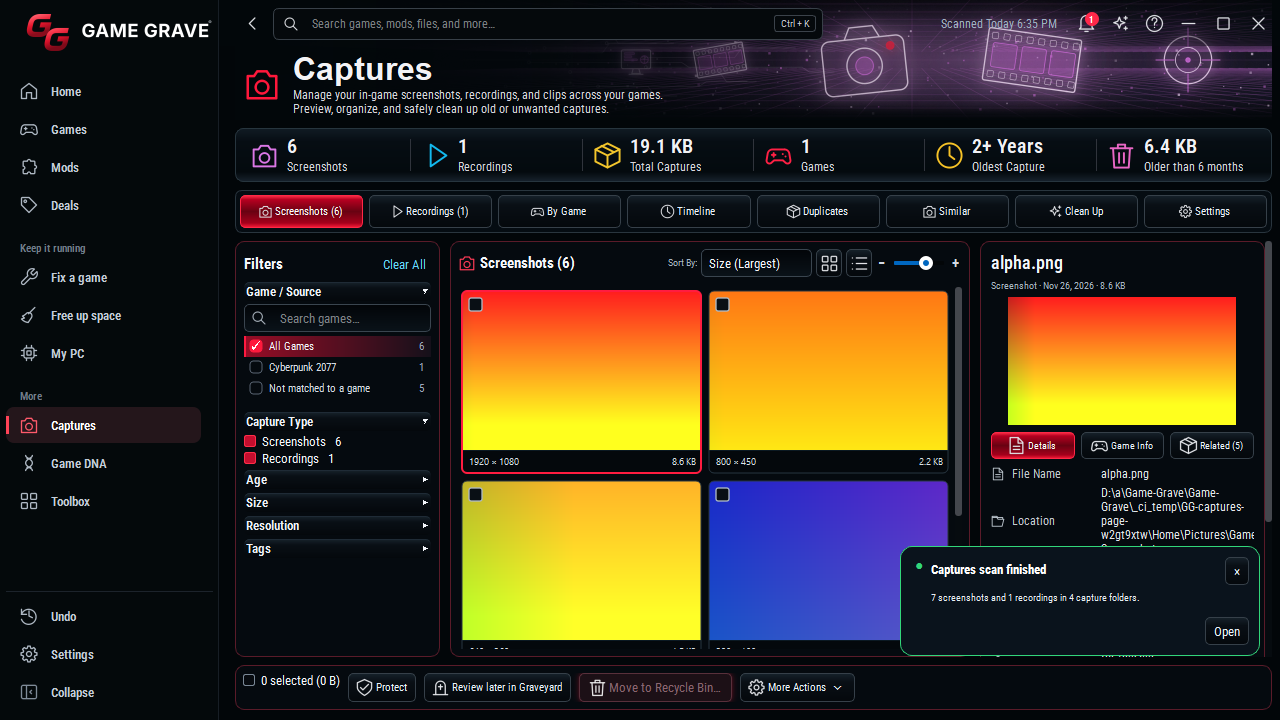 GAME GRAVE
Search games, mods, files, and more...
Ctrl + K
Scanned Today 6:35 PM
1
Home
Games
Mods
Deals
Keep it running
Fix a game
Free up space
My PC
More
Captures
Game DNA
Toolbox
Undo
Settings
Collapse
Captures
Manage your in-game screenshots, recordings, and clips across your games.
Preview, organize, and safely clean up old or unwanted captures.
6
Screenshots
1
Recordings
19.1 KB
Total Captures
1
Games
2+ Years
Oldest Capture
6.4 KB
Older than 6 months
Screenshots (6)
Recordings (1)
By Game
Timeline
Duplicates
Similar
Clean Up
Settings
Filters
Clear All
Game / Source
Search games...
All Games 6
Cyberpunk 2077 1
Not matched to a game 5
Capture Type
Screenshots 6
Recordings 1
Age
Size
Resolution
Tags
Screenshots (6)
Sort By:
Size (Largest)
- +
1920 × 1080 8.6 KB
800 × 450 2.2 KB
alpha.png
Screenshot · Nov 26, 2026 · 8.6 KB
Details
Game Info
Related (5)
File Name alpha.png
Location
D:\a\Game-Grave\Game-
Grave\_ci_temp\GG-captures-
page-
w2gt9xtw\Home\Pictures\Game
Captures scan finished
x
7 screenshots and 1 recordings in 4 capture folders.
Open
0 selected (0 B)
Protect
Review later in Graveyard
Move to Recycle Bin...
More Actions